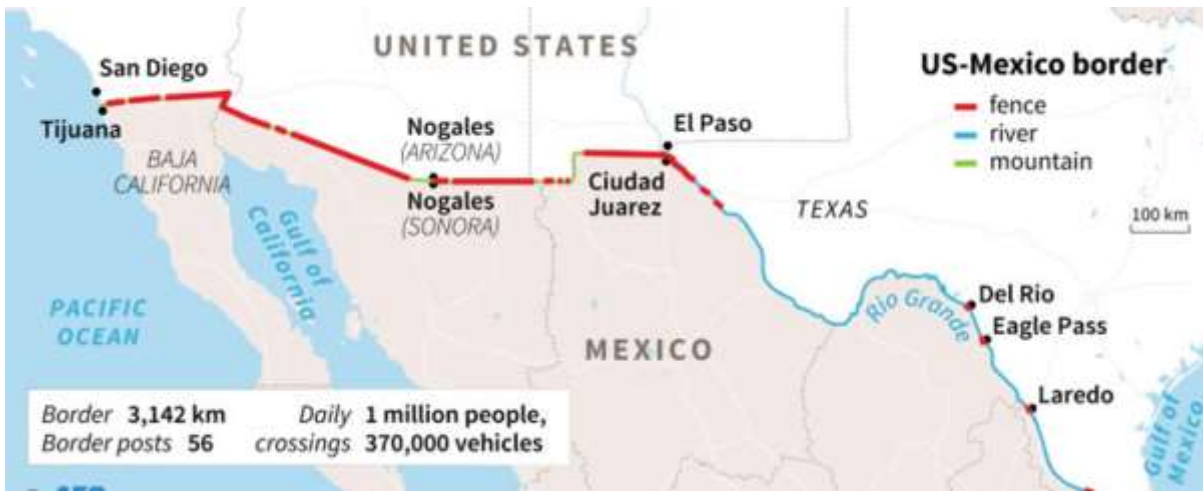 UNITED STATES
US-Mexico border
fence
river
mountain
San Diego
Tijuana
BAJA
CALIFORNIA
Nogales
(ARIZONA)
Nogales
(SONORA)
El Paso
Ciudad
Juarez
TEXAS
100 km
Gulf of
California
PACIFIC
OCEAN
MEXICO
Rio Grande
Del Rio
Eagle Pass
Laredo
Gulf of
Mexico
Border 3,142 km
Border posts 56
Daily 1 million people,
crossings 370,000 vehicles